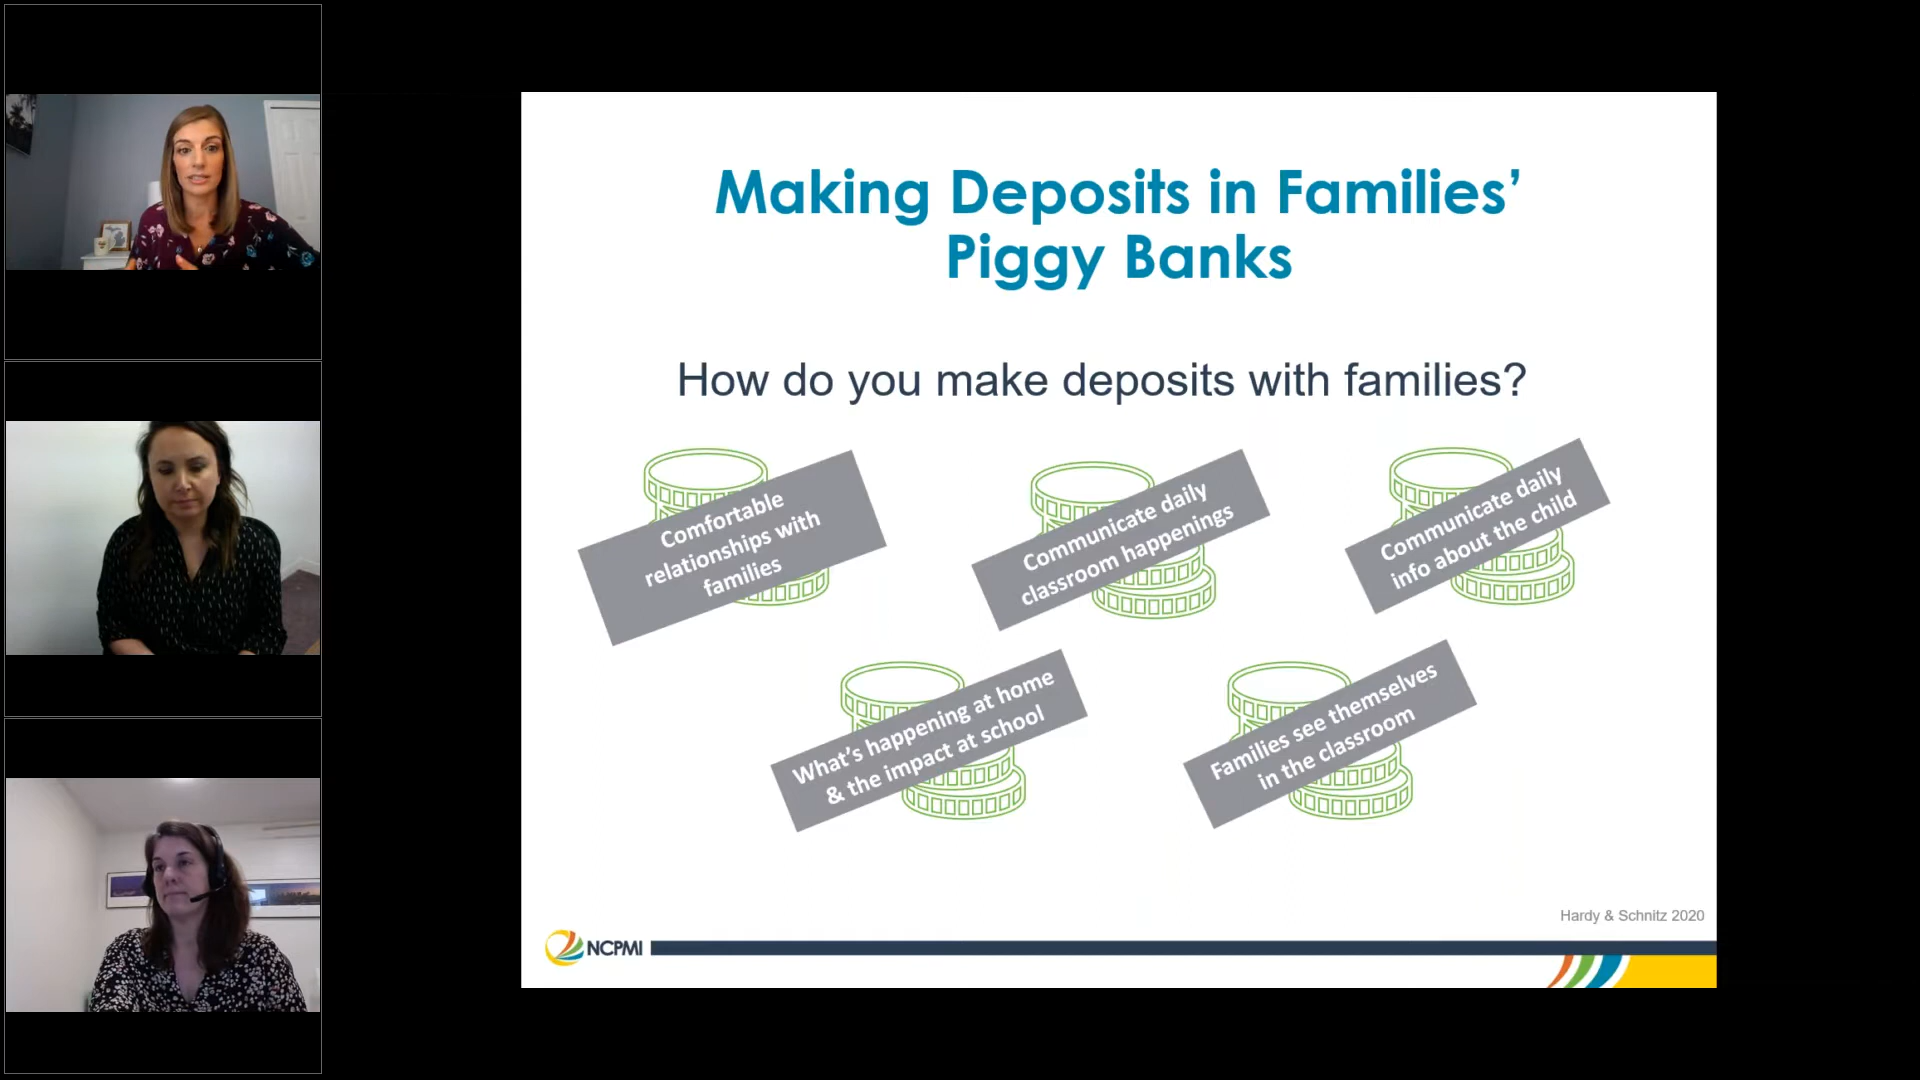 Making Deposits in Families’
Piggy Banks
How do you make deposits with families?
Comfortable
relationships with
families
Communicate daily
classroom happenings
Communicate daily
info about the child
What’s happening at home
& the impact at school
Families see themselves
in the classroom
Hardy & Schnitz 2020
NCPMI